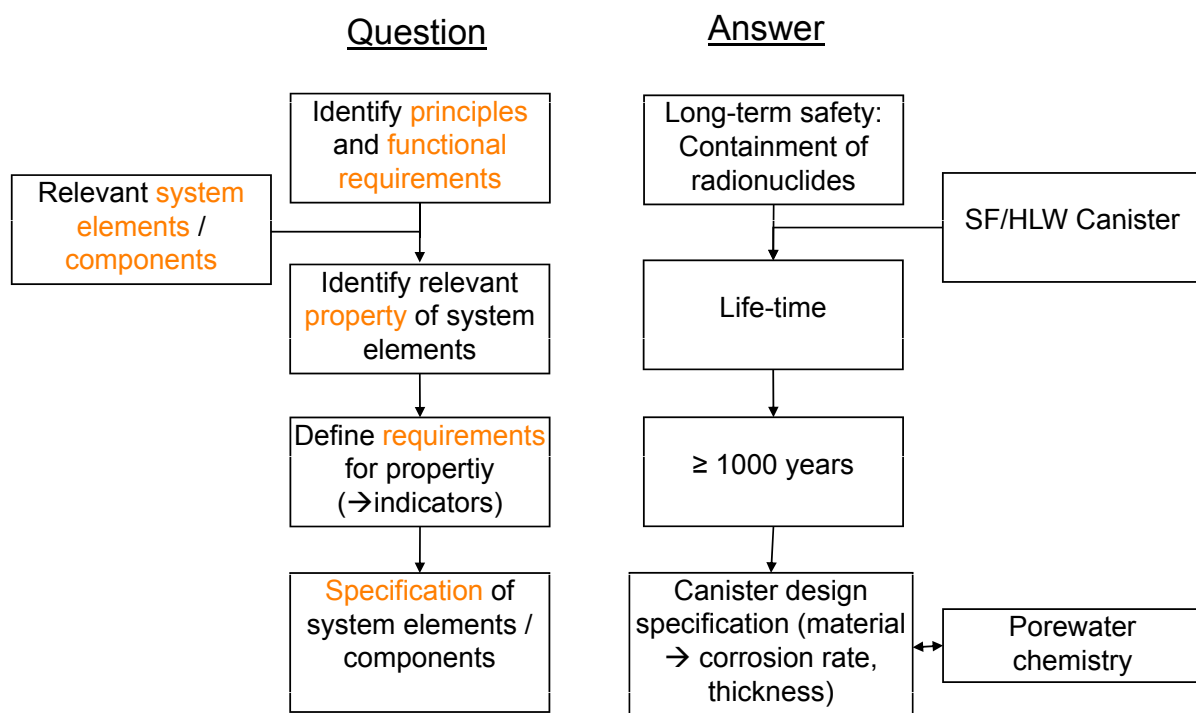 Question
Identify principles
and functional
requirements
Relevant system
elements /
components
Identify relevant
property of system
elements
Define requirements
for propertiy
(→indicators)
Specification of
system elements /
components
Answer
Long-term safety:
Containment of
radionuclides
SF/HLW Canister
Life-time
≥ 1000 years
Canister design
specification (material
→ corrosion rate,
thickness)
Porewater
chemistry